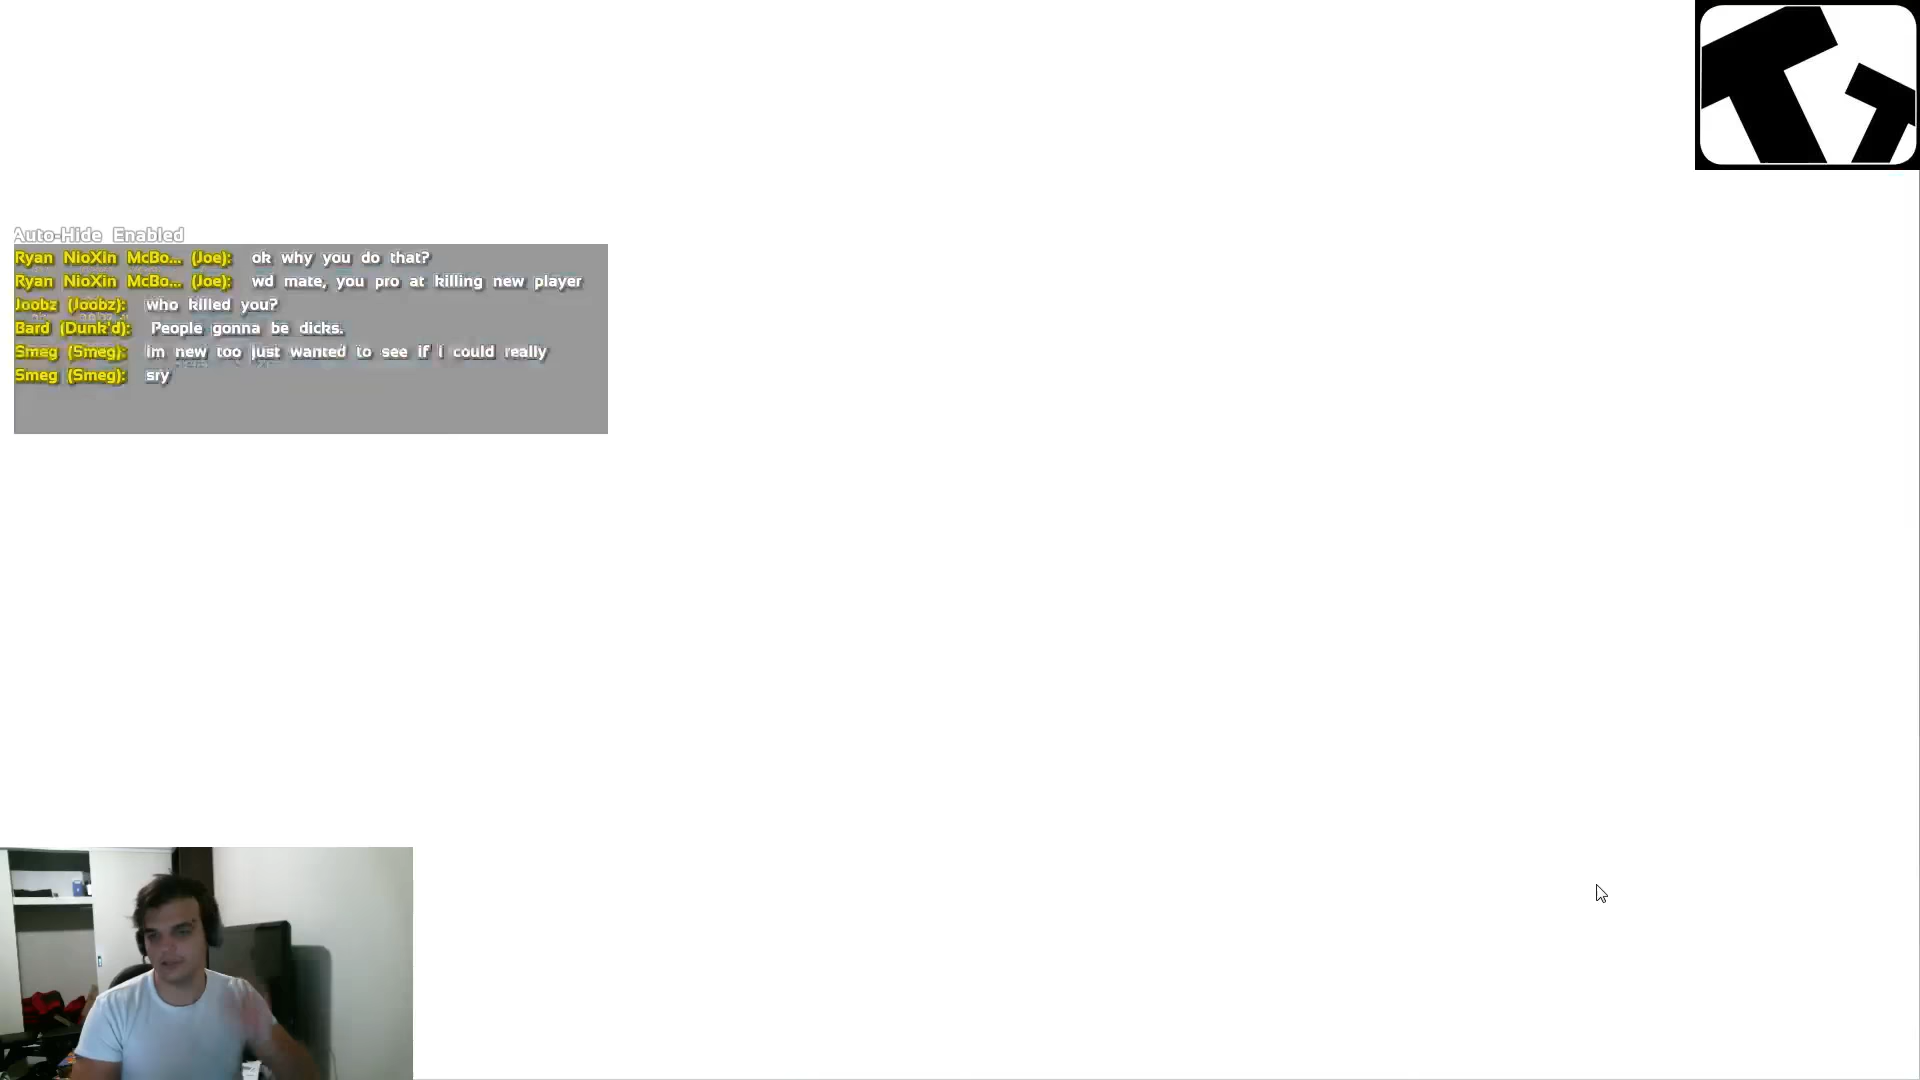 Auto-Hide Enabled
Ryan NioXin McBo... (Joe): ok why you do that?
Ryan NioXin McBo... (Joe): wd mate, you pro at killing new player
Joobz (Joobz): who killed you?
Bard (Dunk'd): People gonna be dicks.
Smeg (Smeg): im new too just wanted to see if i could really
Smeg (Smeg): sry